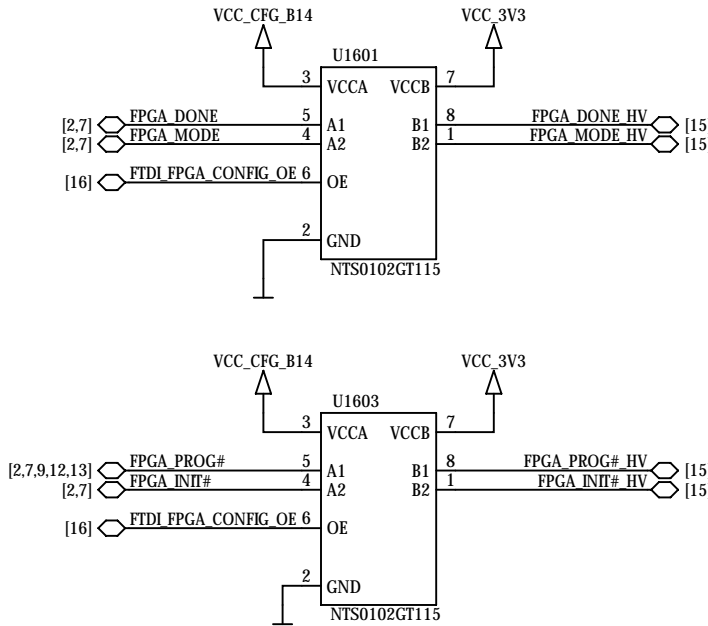 VCC_CFG_B14 VCC_3V3
U1601
3 VCCA VCCB 7
[2,7] FPGA_DONE 5 A1 B1 8 FPGA_DONE_HV [15
[2,7] FPGA_MODE 4 A2 B2 1 FPGA_MODE_HV [15
[16] FTDI_FPGA_CONFIG_OE 6 OE
2 GND
NTS0102GT115
VCC_CFG_B14 VCC_3V3
U1603
3 VCCA VCCB 7
[2,7,9,12,13] FPGA_PROG# 5 A1 B1 8 FPGA_PROG#_HV [15
[2,7] FPGA_INIT# 4 A2 B2 1 FPGA_INIT#_HV [15
[16] FTDI_FPGA_CONFIG_OE 6 OE
2 GND
NTS0102GT115